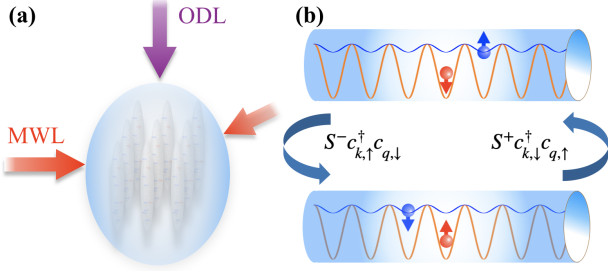 (a)
ODL
MWL
(b)
S⁻c†k,↑cq,↓
S⁺c†k,↓cq,↑